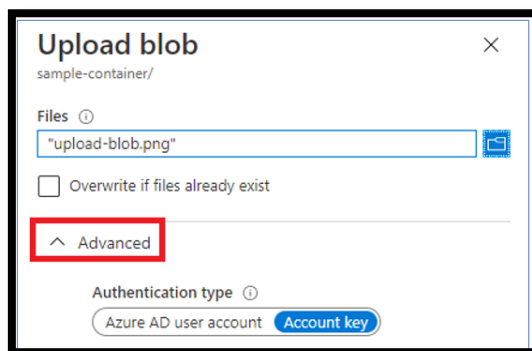 Upload blob
sample-container/
Files
"upload-blob.png"
Overwrite if files already exist
Advanced
Authentication type
Azure AD user account Account key